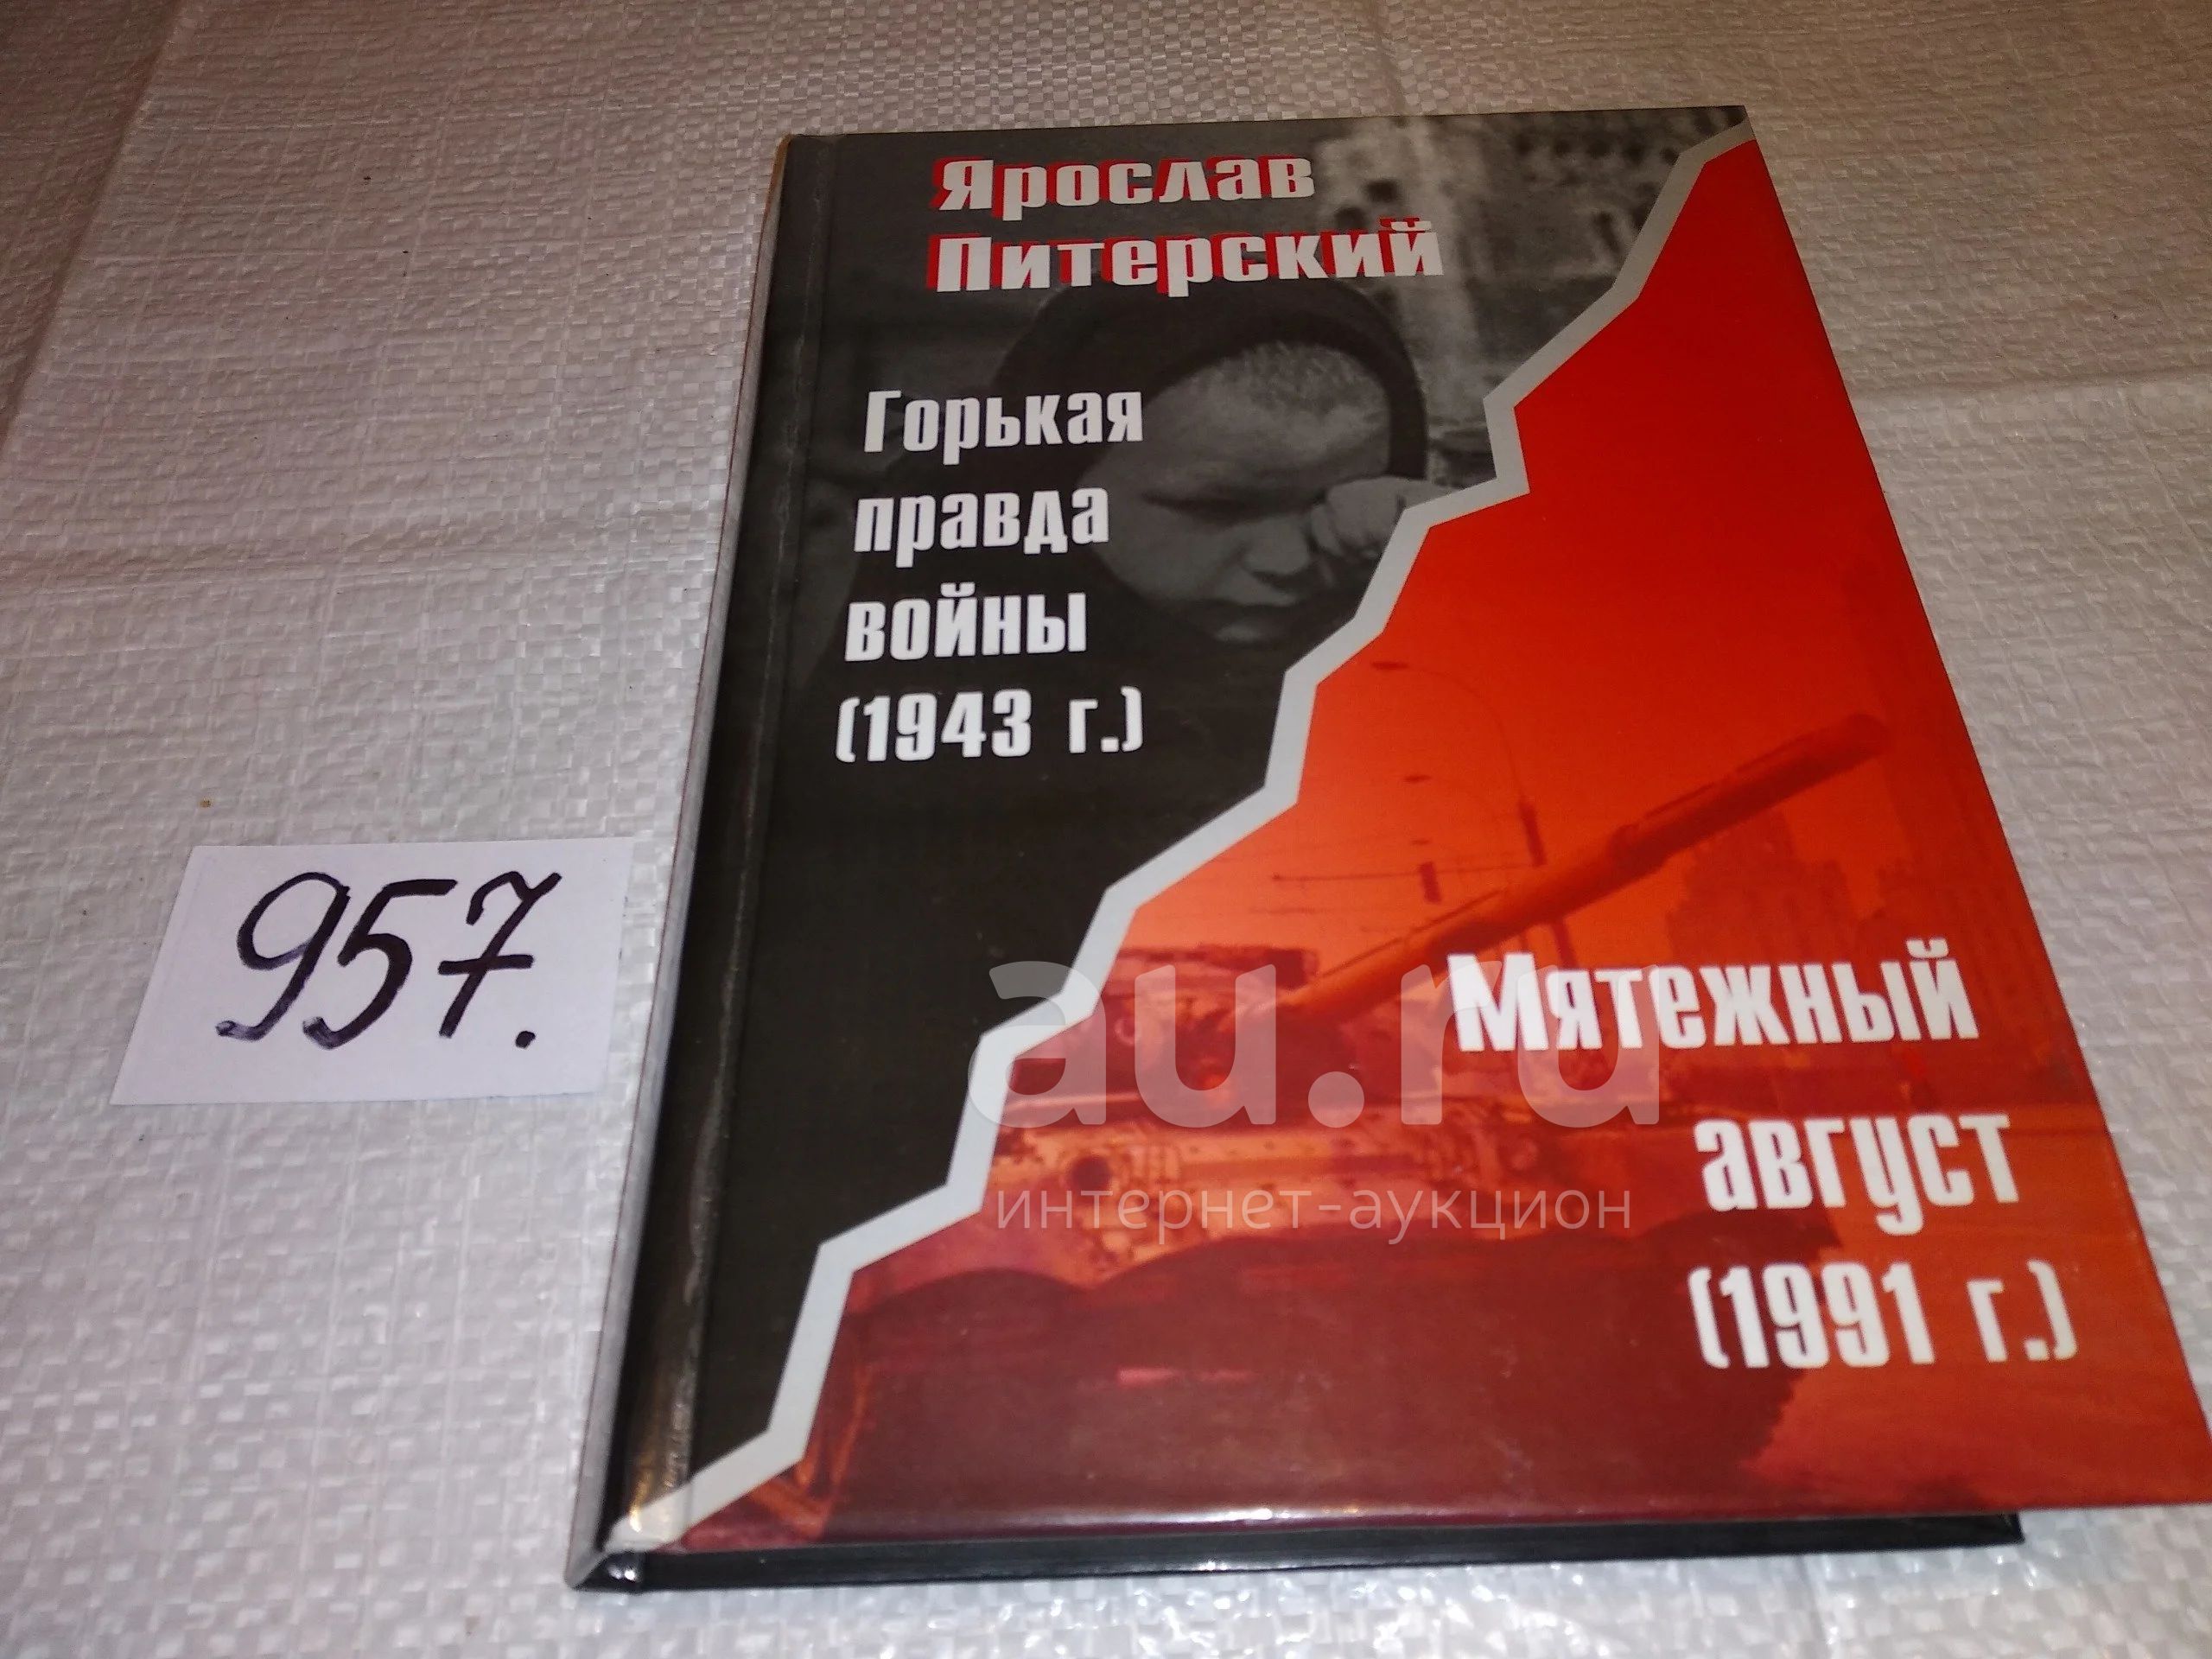 Ярослав
Питерский
Горькая
правда
войны
(1943 г.)
957.
Мятежный
август
(1991 г.)
au.ru
интернет-аукцион